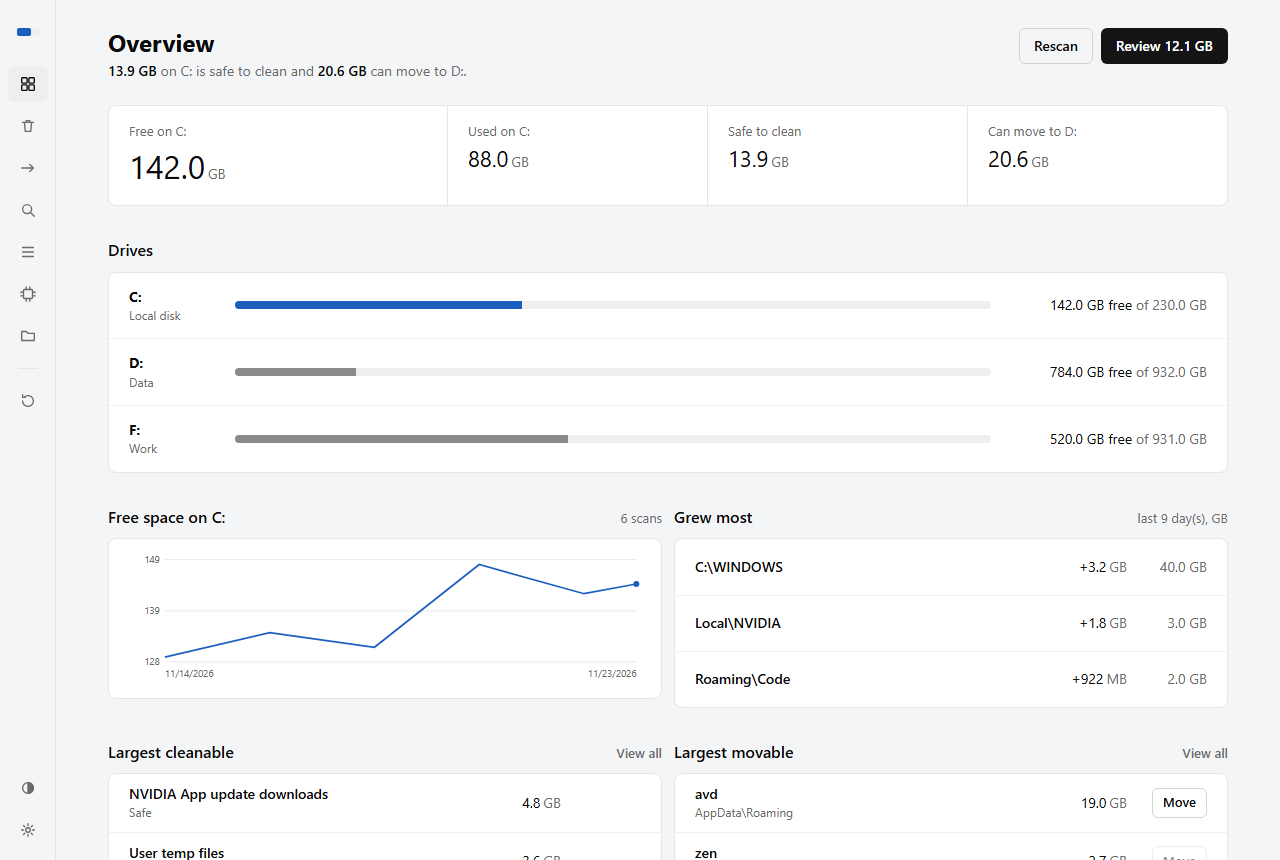 Overview
13.9 GB on C: is safe to clean and 20.6 GB can move to D:.
Rescan
Review 12.1 GB
Free on C:
142.0 GB
Used on C:
88.0 GB
Safe to clean
13.9 GB
Can move to D:
20.6 GB
Drives
C:
Local disk
142.0 GB free of 230.0 GB
D:
Data
784.0 GB free of 932.0 GB
F:
Work
520.0 GB free of 931.0 GB
Free space on C:
6 scans
149
139
128
11/14/2026
11/23/2026
Grew most
last 9 day(s), GB
C:\WINDOWS
+3.2 GB
40.0 GB
Local\NVIDIA
+1.8 GB
3.0 GB
Roaming\Code
+922 MB
2.0 GB
Largest cleanable
View all
NVIDIA App update downloads
Safe
4.8 GB
User temp files
Largest movable
View all
avd
AppData\Roaming
19.0 GB
Move
zen